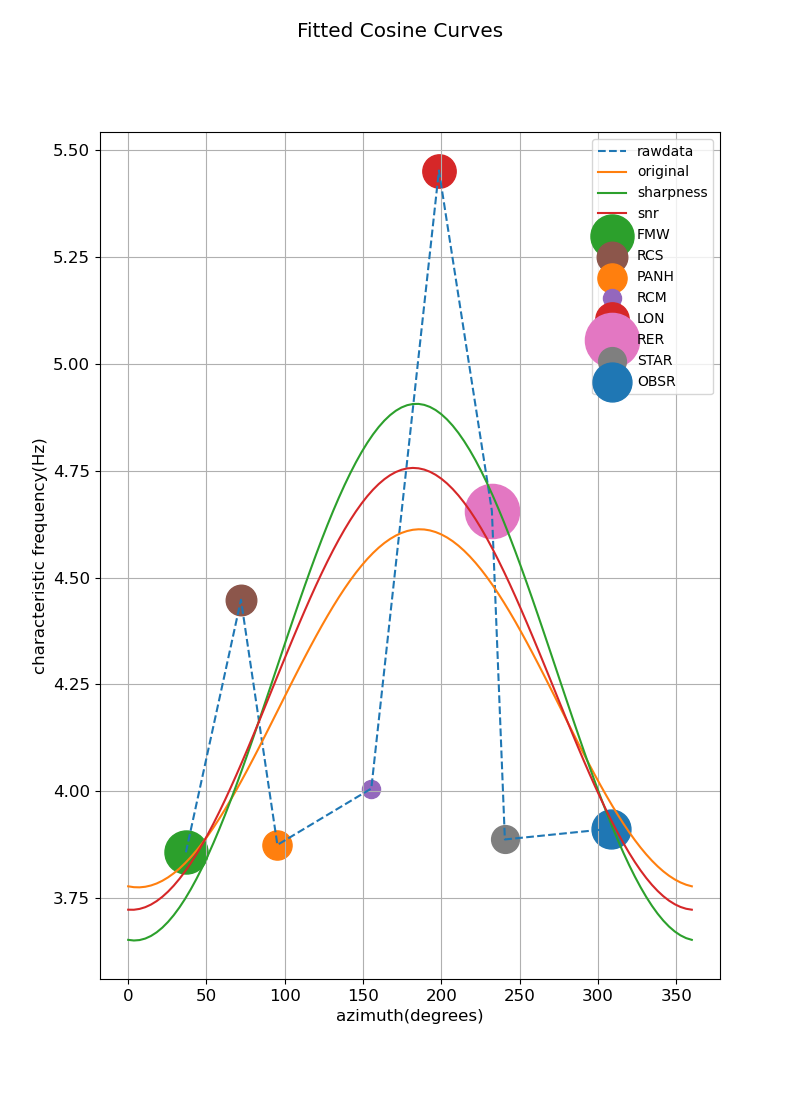 Fitted Cosine Curves
characteristic frequency(Hz)
5.50
5.25
5.00
4.75
4.50
4.25
4.00
3.75
rawdata
original
sharpness
snr
FMW
RCS
PANH
RCM
LON
RER
STAR
OBSR
0 50 100 150 200 250 300 350
azimuth(degrees)